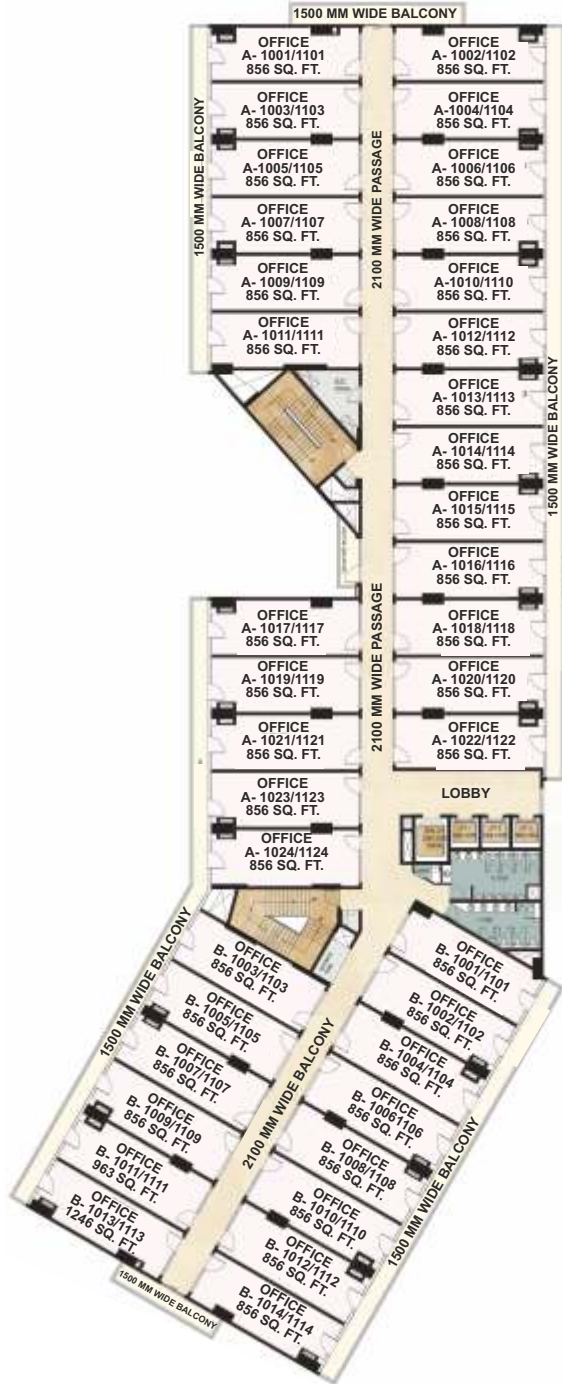 1500 MM WIDE BALCONY
1500 MM WIDE BALCONY
OFFICE
A- 1001/1101
856 SQ. FT.
OFFICE
A- 1003/1103
856 SQ. FT.
OFFICE
A-1005/1105
856 SQ. FT.
OFFICE
A- 1007/1107
856 SQ. FT.
OFFICE
A- 1009/1109
856 SQ. FT.
OFFICE
A- 1011/1111
856 SQ. FT.
2100 MM WIDE PASSAGE
OFFICE
A- 1002/1102
856 SQ. FT.
OFFICE
A-1004/1104
856 SQ. FT.
OFFICE
A- 1006/1106
856 SQ. FT.
OFFICE
A- 1008/1108
856 SQ. FT.
OFFICE
A-1010/1110
856 SQ. FT.
OFFICE
A- 1012/1112
856 SQ. FT.
OFFICE
A- 1013/1113
856 SQ. FT.
OFFICE
A- 1014/1114
856 SQ. FT.
OFFICE
A- 1015/1115
856 SQ. FT.
OFFICE
A- 1016/1116
856 SQ. FT.
OFFICE
A- 1018/1118
856 SQ. FT.
OFFICE
A- 1020/1120
856 SQ. FT.
OFFICE
A- 1022/1122
856 SQ. FT.
1500 MM WIDE BALCONY
OFFICE
A- 1017/1117
856 SQ. FT.
OFFICE
A- 1019/1119
856 SQ. FT.
OFFICE
A- 1021/1121
856 SQ. FT.
OFFICE
A- 1023/1123
856 SQ. FT.
OFFICE
A- 1024/1124
856 SQ. FT.
2100 MM WIDE PASSAGE
LOBBY
1500 MM WIDE BALCONY
OFFICE
B- 1003/1103
856 SQ. FT.
OFFICE
B- 1005/1105
856 SQ. FT.
OFFICE
B- 1007/1107
856 SQ. FT.
OFFICE
B- 1009/1109
856 SQ. FT.
OFFICE
B- 1011/1111
963 SQ. FT.
OFFICE
B- 1013/1113
1246 SQ. FT.
2100 MM WIDE BALCONY
OFFICE
B- 1001/1101
856 SQ. FT.
OFFICE
B- 1002/1102
856 SQ. FT.
OFFICE
B- 1004/1104
856 SQ. FT.
OFFICE
B- 1006106
856 SQ. FT.
OFFICE
B- 1008/1108
856 SQ. FT.
OFFICE
B- 1010/1110
856 SQ. FT.
OFFICE
B- 1012/1112
856 SQ. FT.
OFFICE
B- 1014/1114
856 SQ. FT.
1500 MM WIDE BALCONY
1500 MM WIDE BALCONY